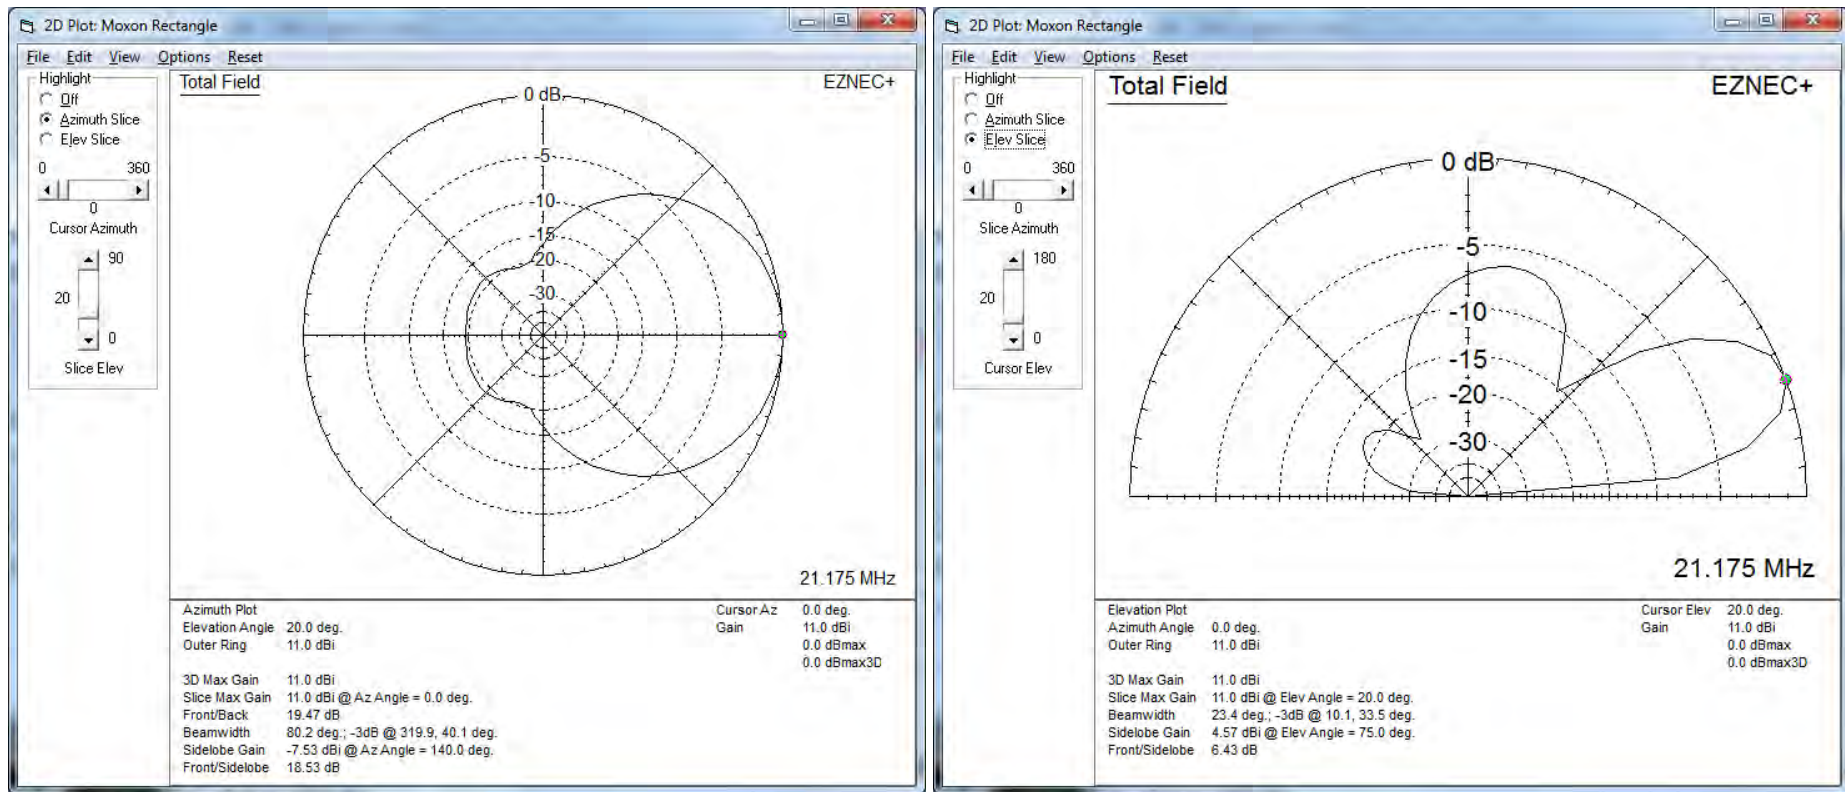 2D Plot: Moxon Rectangle
File Edit View Options Reset
Highlight
Off
Azimuth Slice
Elev Slice
0 360
0
Cursor Azimuth
90
20
0
Slice Elev
Total Field
EZNEC+
0 dB
-5
-10
-15
-20
-30
21.175 MHz
Azimuth Plot
Elevation Angle 20.0 deg.
Outer Ring 11.0 dBi
3D Max Gain 11.0 dBi
Slice Max Gain 11.0 dBi @ Az Angle = 0.0 deg.
Front/Back 19.47 dB
Beamwidth 80.2 deg.; -3dB @ 319.9, 40.1 deg.
Sidelobe Gain -7.53 dBi @ Az Angle = 140.0 deg.
Front/Sidelobe 18.53 dB
Cursor Az 0.0 deg.
Gain 11.0 dBi
0.0 dBmax
0.0 dBmax3D
2D Plot: Moxon Rectangle
File Edit View Options Reset
Highlight
Off
Azimuth Slice
Elev Slice
0 360
0
Slice Azimuth
180
20
0
Cursor Elev
Total Field
EZNEC+
0 dB
-5
-10
-15
-20
-30
21.175 MHz
Elevation Plot
Azimuth Angle 0.0 deg.
Outer Ring 11.0 dBi
3D Max Gain 11.0 dBi
Slice Max Gain 11.0 dBi @ Elev Angle = 20.0 deg.
Beamwidth 23.4 deg.; -3dB @ 10.1, 33.5 deg.
Sidelobe Gain 4.57 dBi @ Elev Angle = 75.0 deg.
Front/Sidelobe 6.43 dB
Cursor Elev 20.0 deg.
Gain 11.0 dBi
0.0 dBmax
0.0 dBmax3D